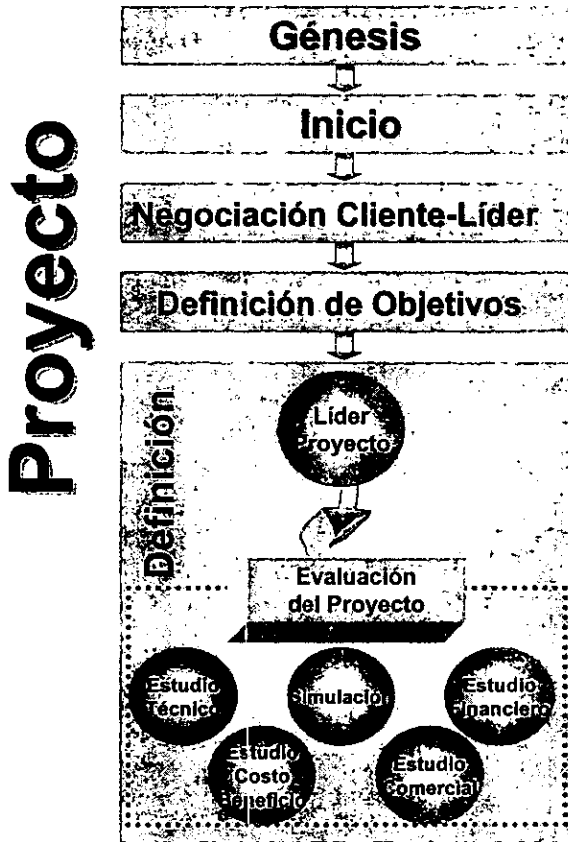 Proyecto
Génesis
Inicio
Negociación Cliente-Líder
Definición de Objetivos
Definición
Líder
Proyecto
Evaluación
del Proyecto
Estudio
Técnico
Simulación
Estudio
Financiero
Estudio
Costo
Beneficio
Estudio
Comercial